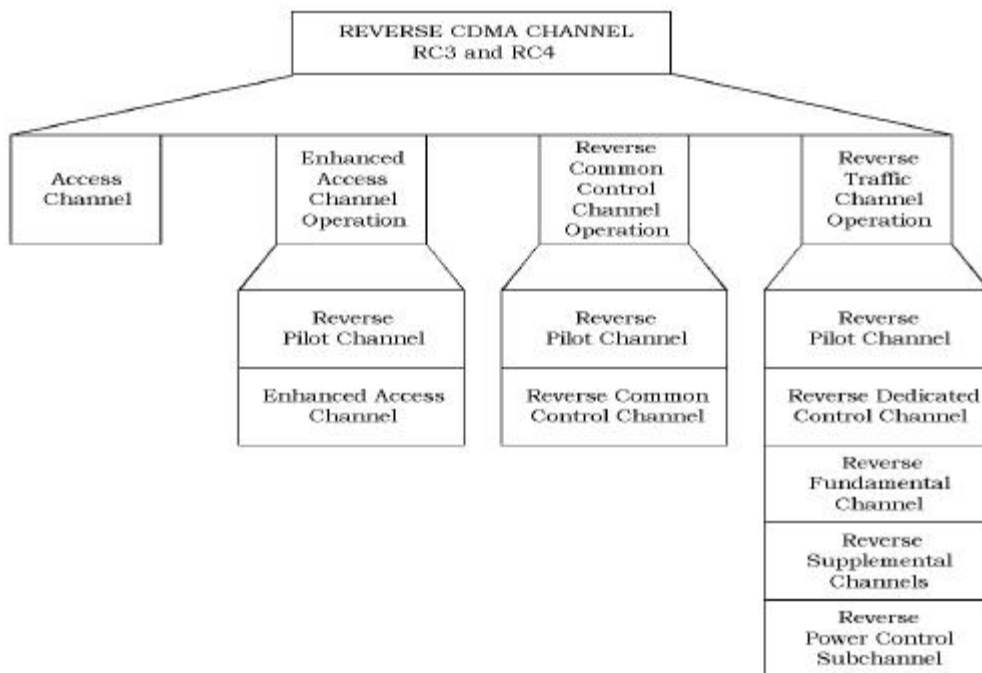 REVERSE CDMA CHANNEL
RC3 and RC4
Access
Channel
Enhanced
Access
Channel
Operation
Reverse
Common
Control
Channel
Operation
Reverse
Traffic
Channel
Operation
Reverse
Pilot Channel
Enhanced Access
Channel
Reverse
Pilot Channel
Reverse Common
Control Channel
Reverse
Pilot Channel
Reverse Dedicated
Control Channel
Reverse
Fundamental
Channel
Reverse
Supplemental
Channels
Reverse
Power Control
Subchannel